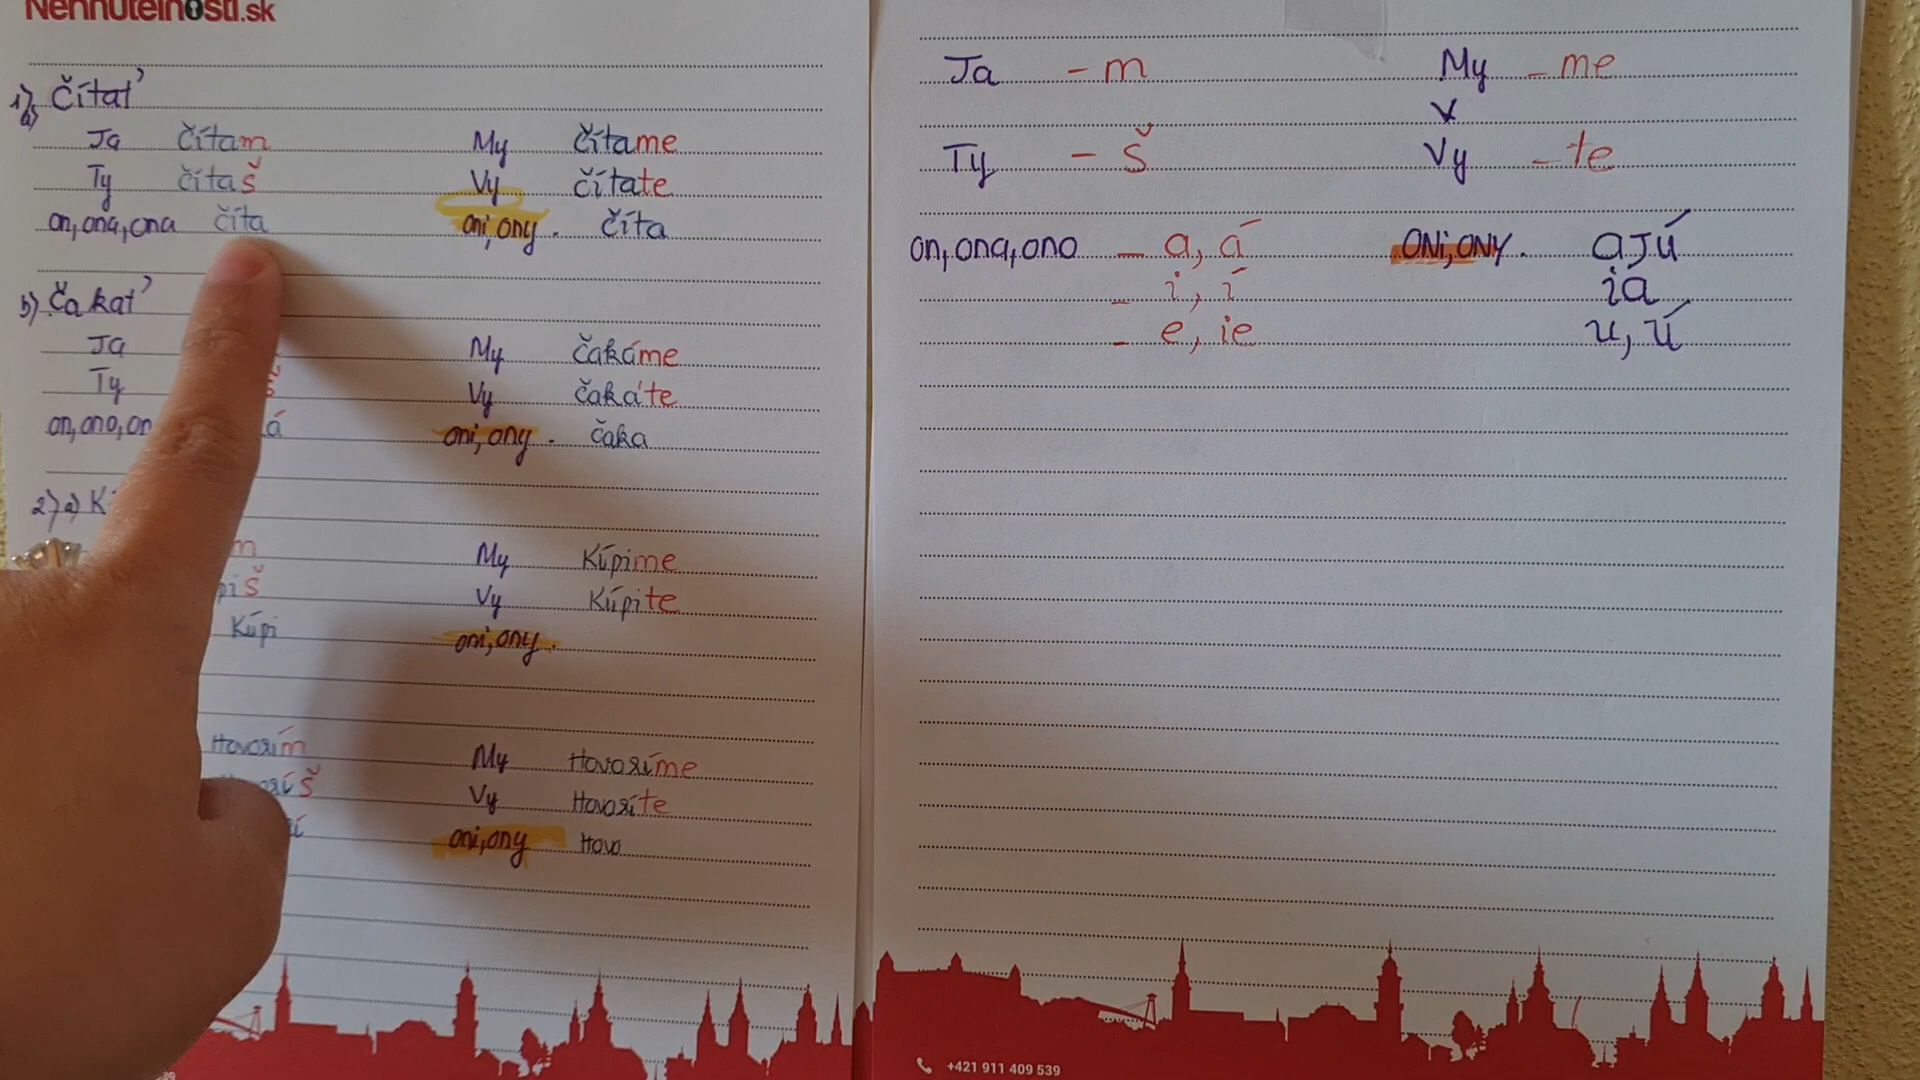 Nehnuteľnosti.sk
1) a) Čítať
Ja čítam My čítame
Ty čítaš Vy čítate
on, ona, ona číta oni, ony. číta
b) Čakať
Ja My čakáme
Ty š Vy čakáte
on, ono, on á oni, ony. čaka
2) a) K
m My Kúpime
piš Vy Kúpite
Kúpi oni, ony.
Hovorím My Hovoríme
ríš Vy Hovoríte
í oni, ony Hovo
Ja - m My - me
v
Ty - š Vy - te
on, ona, ono - a, á ONI, ONY. ajú
- i, í ia
- e, ie u, ú
+421 911 409 539